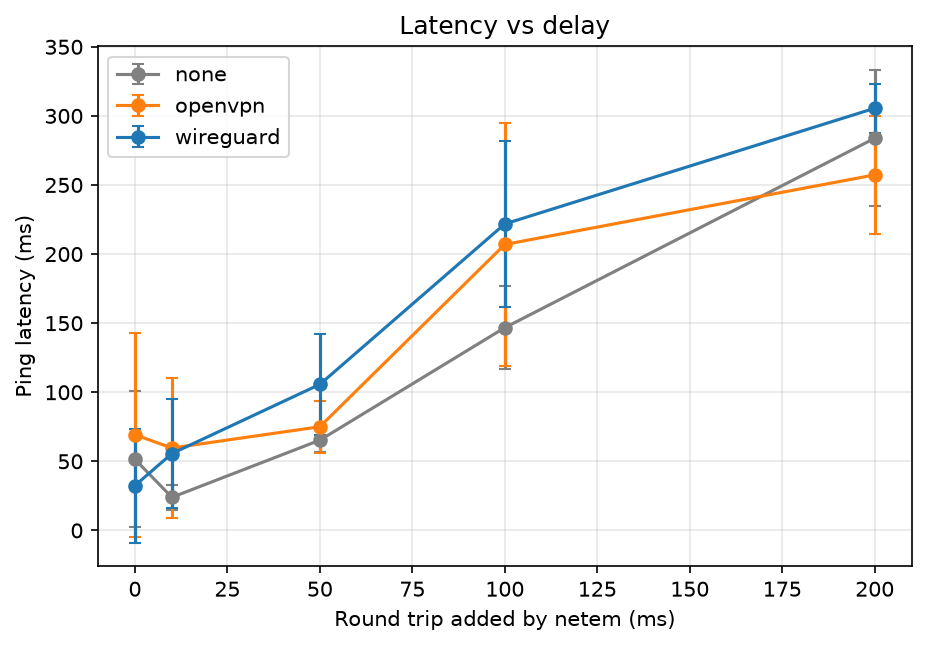 Latency vs delay
350
300
250
200
150
100
50
0
Ping latency (ms)
none
openvpn
wireguard
0 25 50 75 100 125 150 175 200
Round trip added by netem (ms)